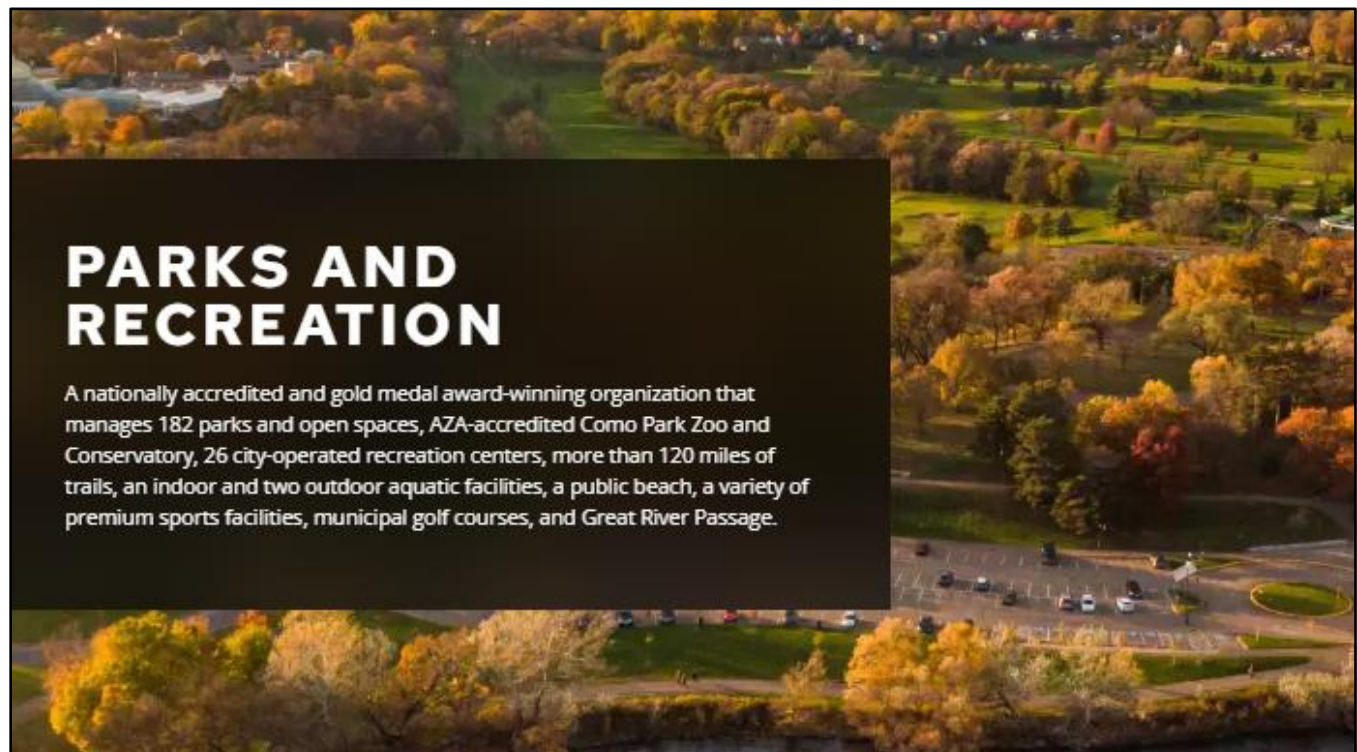 PARKS AND
RECREATION
A nationally accredited and gold medal award-winning organization that
manages 182 parks and open spaces, AZA-accredited Como Park Zoo and
Conservatory, 26 city-operated recreation centers, more than 120 miles of
trails, an indoor and two outdoor aquatic facilities, a public beach, a variety of
premium sports facilities, municipal golf courses, and Great River Passage.